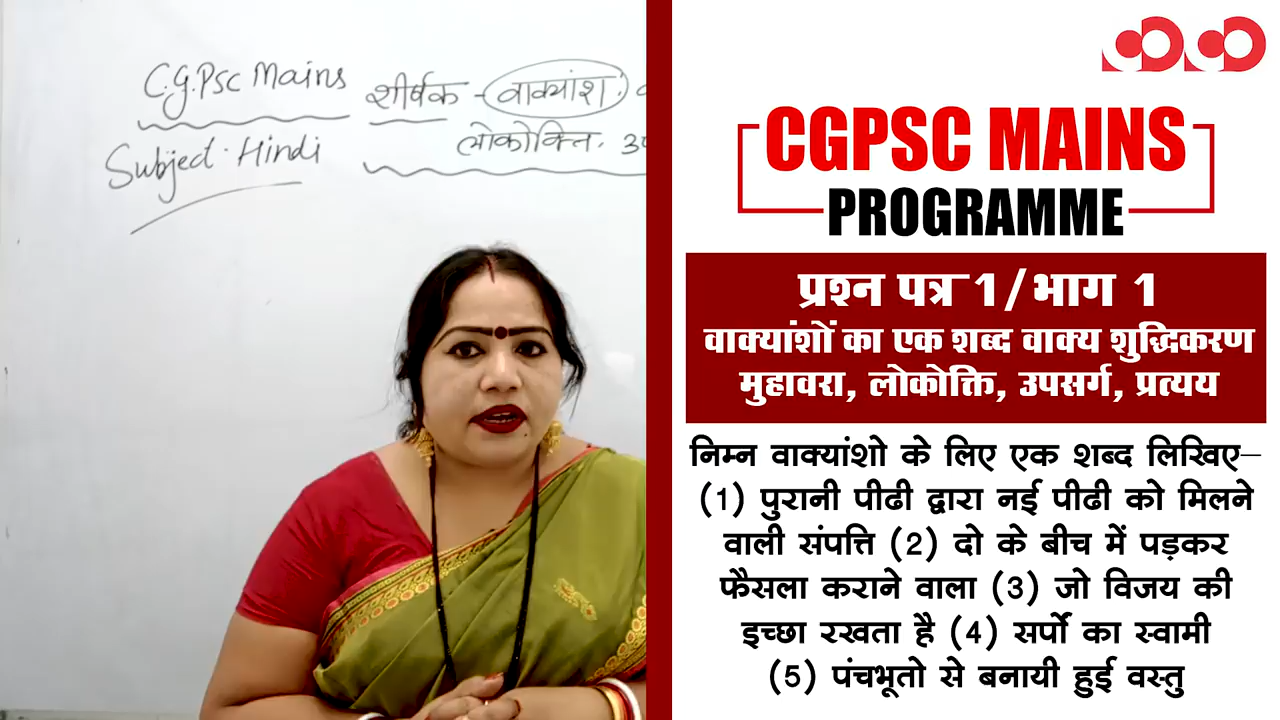 C.G.Psc Mains
Subject. Hindi
शीर्षक - वाक्यांश.
लोकोक्ति.
CGPSC MAINS
PROGRAMME
प्रश्न पत्र 1/भाग 1
वाक्यांशों का एक शब्द वाक्य शुद्धिकरण
मुहावरा, लोकोक्ति, उपसर्ग, प्रत्यय
निम्न वाक्यांशो के लिए एक शब्द लिखिए–
(1) पुरानी पीढी द्वारा नई पीढी को मिलने
वाली संपत्ति (2) दो के बीच में पड़कर
फैसला कराने वाला (3) जो विजय की
इच्छा रखता है (4) सर्पो का स्वामी
(5) पंचभूतो से बनायी हुई वस्तु